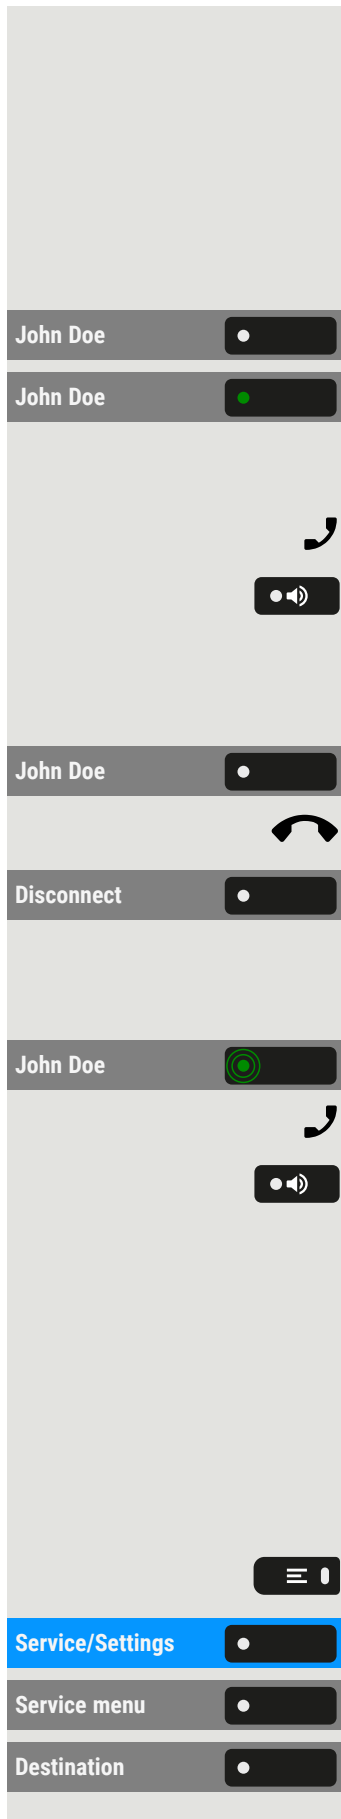 John Doe
John Doe
John Doe
Disconnect
John Doe
Service/Settings
Service menu
Destination